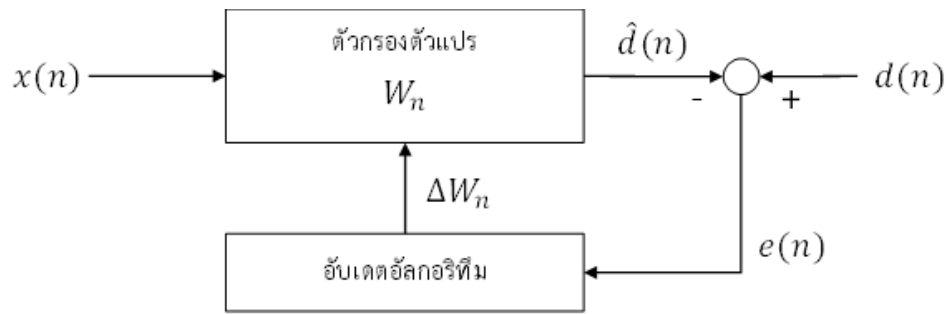 ตัวกรองตัวแปร
x(n)
W_n
d̂(n)
-
+
d(n)
ΔW_n
e(n)
อับเดตอัลกอริทึม